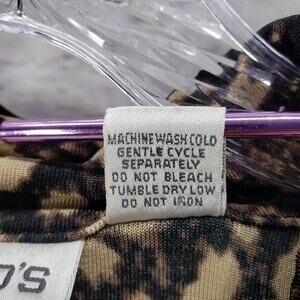 MACHINE WASH COLD
GENTLE CYCLE
SEPARATELY
DO NOT BLEACH
TUMBLE DRY LOW
DO NOT IRON
O'S